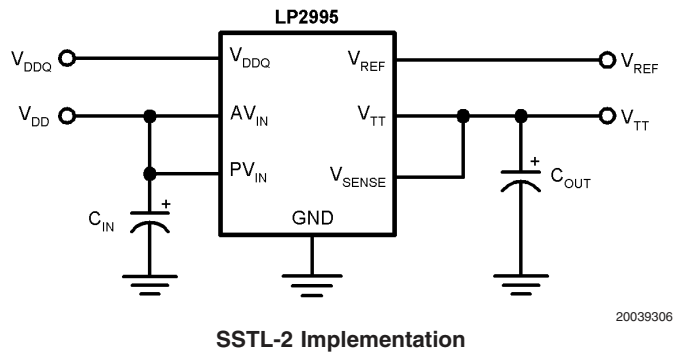 LP2995
VDDQ
VDDQ
VREF
VREF
VDD
AVIN
VTT
VTT
PVIN
VSENSE
CIN
+
+
COUT
GND
20039306
SSTL-2 Implementation